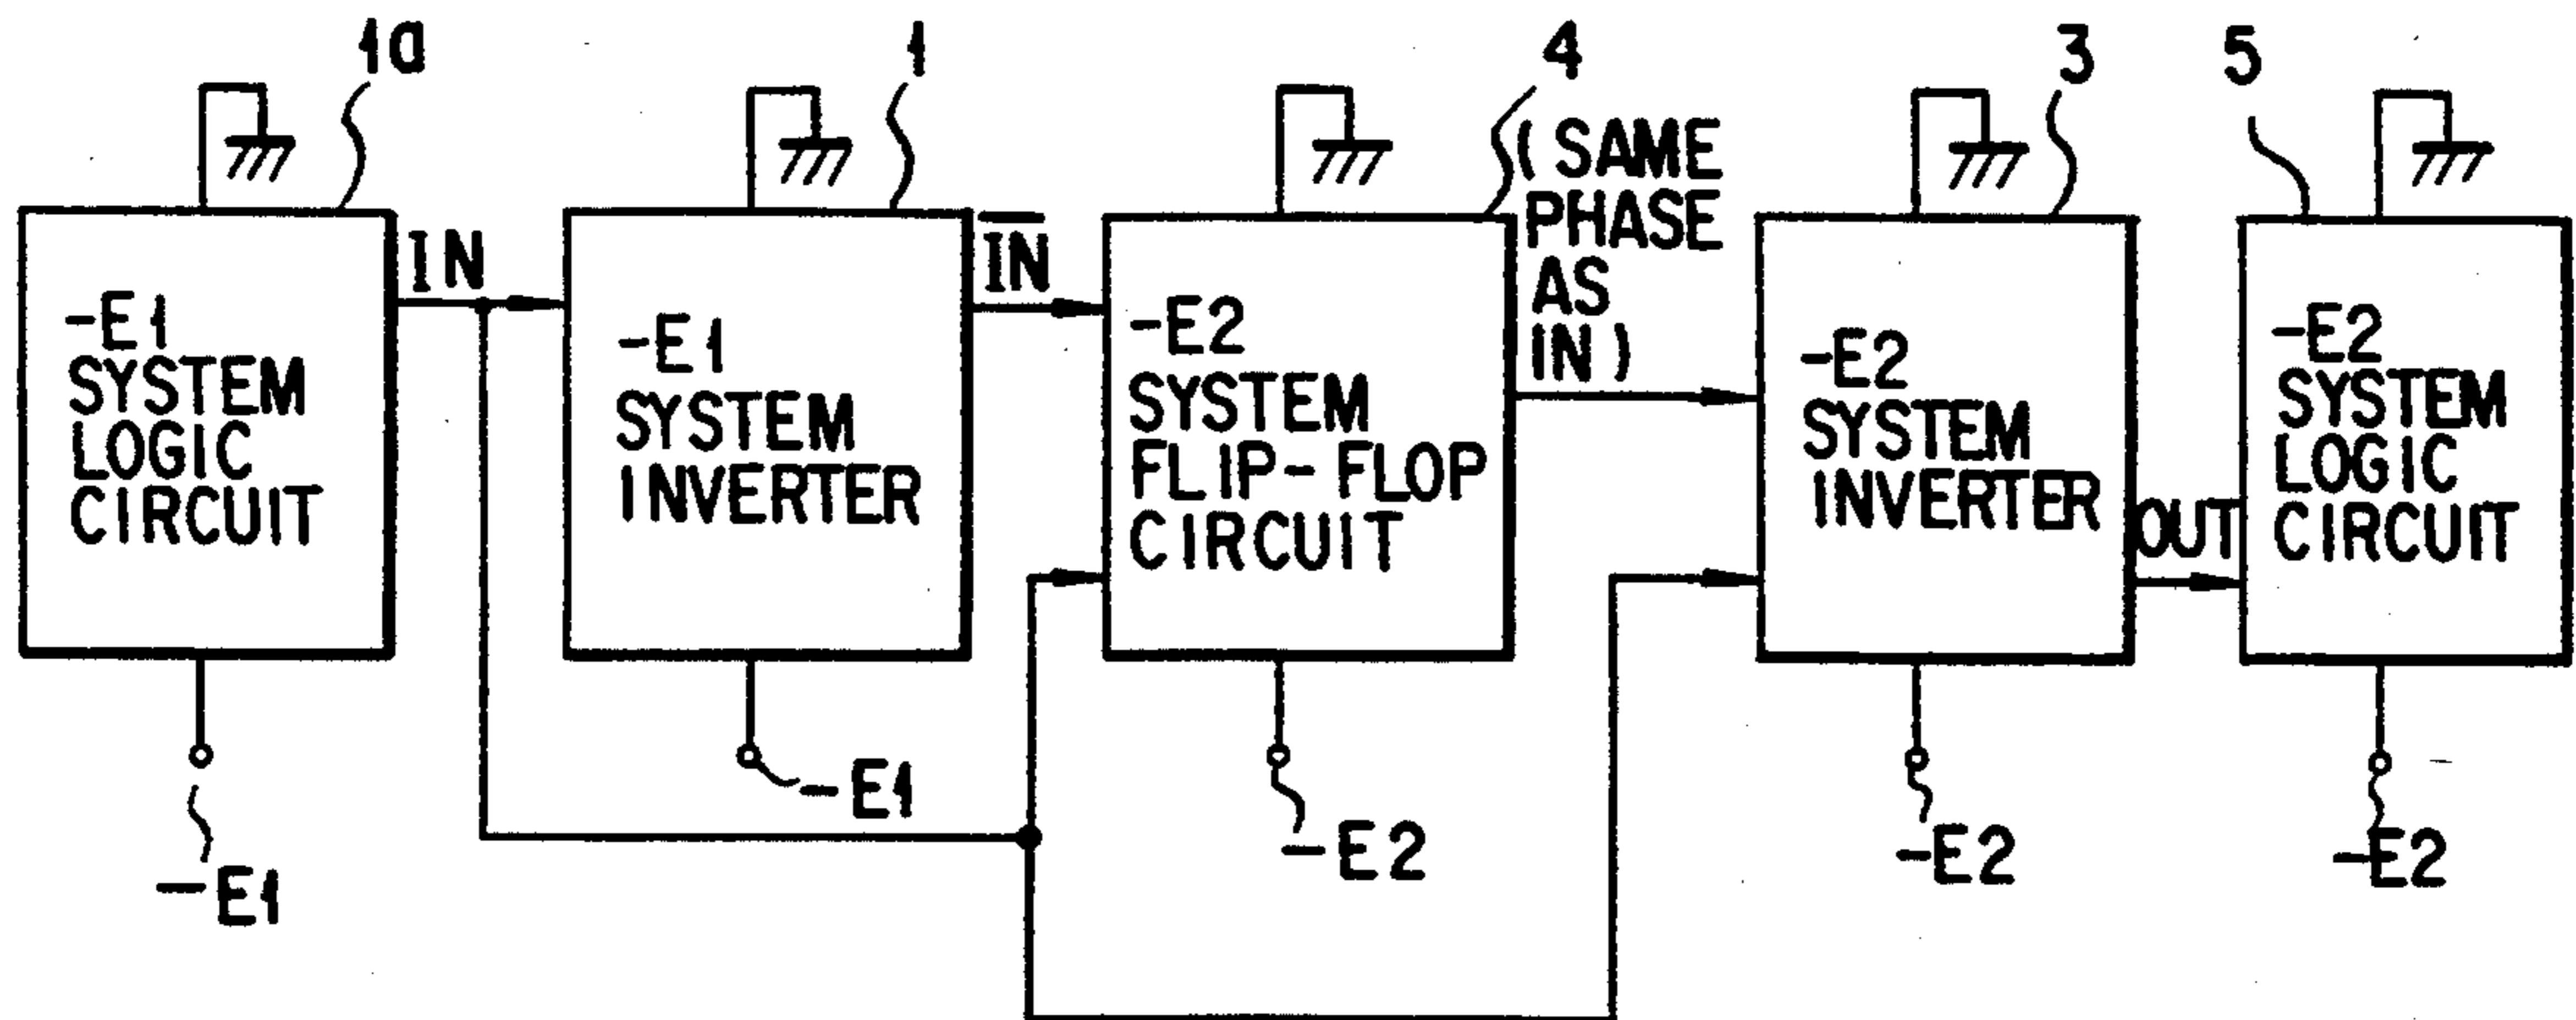 1a
1
4
3
5
(SAME
PHASE
AS
IN)
IN
I̅N̅
-E1
SYSTEM
LOGIC
CIRCUIT
-E1
SYSTEM
INVERTER
-E2
SYSTEM
FLIP-FLOP
CIRCUIT
-E2
SYSTEM
INVERTER
OUT
-E2
SYSTEM
LOGIC
CIRCUIT
-E1
-E1
-E2
-E2
-E2